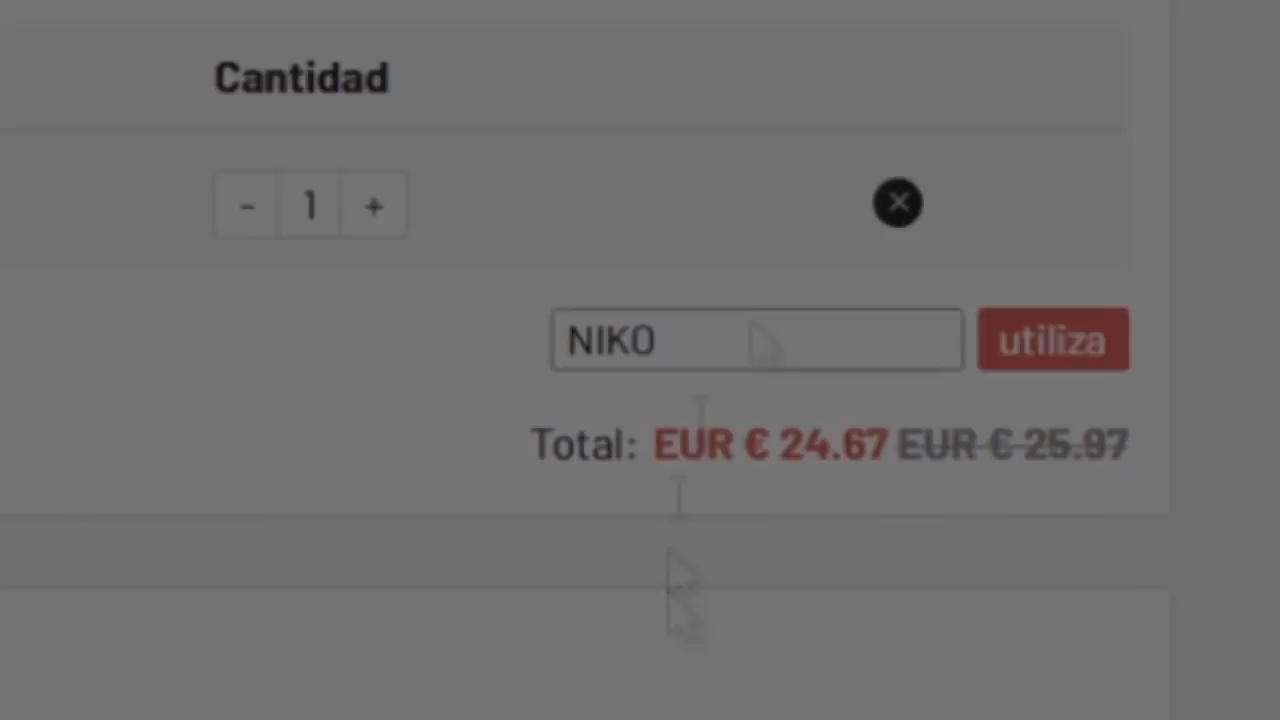 Cantidad
- 1 +
NIKO utiliza
Total: EUR € 24.67 EUR € 25.97